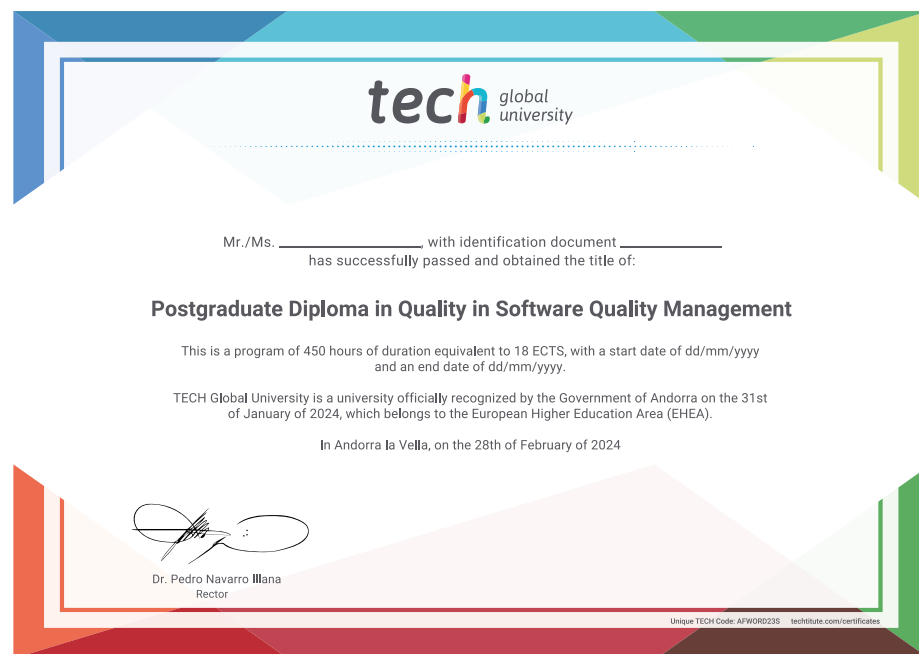 tech global university
Mr./Ms. ________________, with identification document ____________
has successfully passed and obtained the title of:
Postgraduate Diploma in Quality in Software Quality Management
This is a program of 450 hours of duration equivalent to 18 ECTS, with a start date of dd/mm/yyyy
and an end date of dd/mm/yyyy.
TECH Global University is a university officially recognized by the Government of Andorra on the 31st
of January of 2024, which belongs to the European Higher Education Area (EHEA).
In Andorra la Vella, on the 28th of February of 2024
Dr. Pedro Navarro Illana
Rector
Unique TECH Code: AFWORD23S techtitute.com/certificates